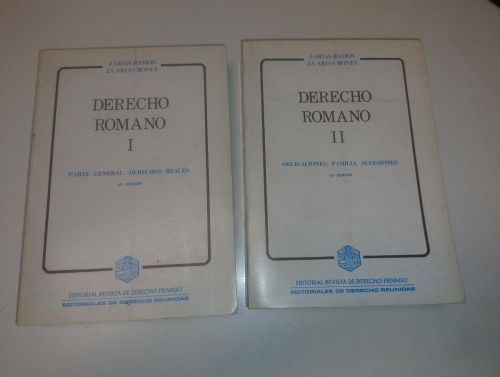 J. ARIAS RAMOS
J.A. ARIAS BONET
DERECHO
ROMANO
I
PARTE GENERAL. DERECHOS REALES
EDITORIAL REVISTA DE DERECHO PRIVADO
EDITORIALES DE DERECHO REUNIDAS
J. ARIAS RAMOS
J.A. ARIAS BONET
DERECHO
ROMANO
II
OBLIGACIONES, FAMILIA, SUCESIONES
EDITORIAL REVISTA DE DERECHO PRIVADO
EDITORIALES DE DERECHO REUNIDAS